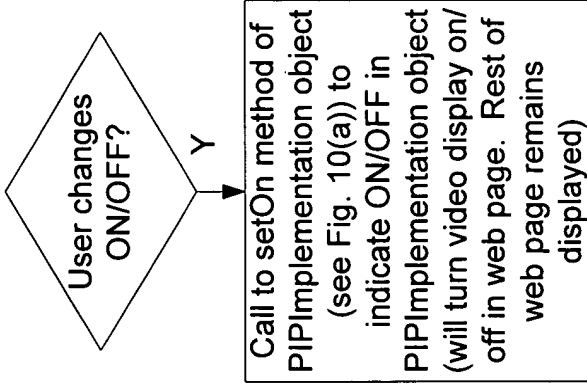 User changes
ON/OFF?
Y
Call to setOn method of
PIPImplementation object
(see Fig. 10(a)) to
indicate ON/OFF in
PIPImplementation object
(will turn video display on/
off in web page. Rest of
web page remains
displayed)